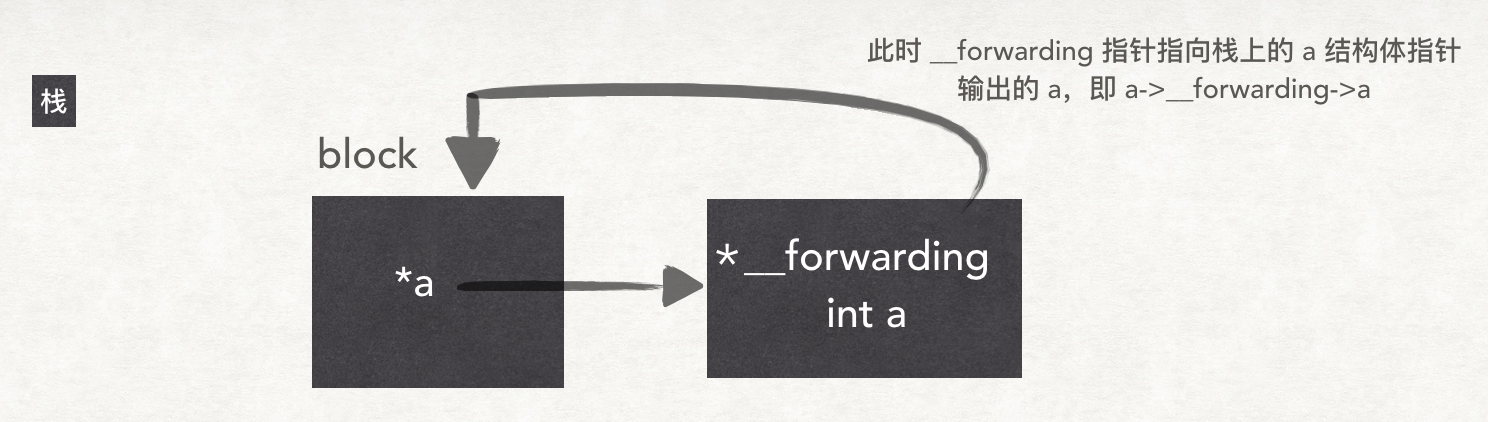 此时 __forwarding 指针指向栈上的 a 结构体指针
输出的 a，即 a->__forwarding->a
栈
block
*a
*__forwarding
int a